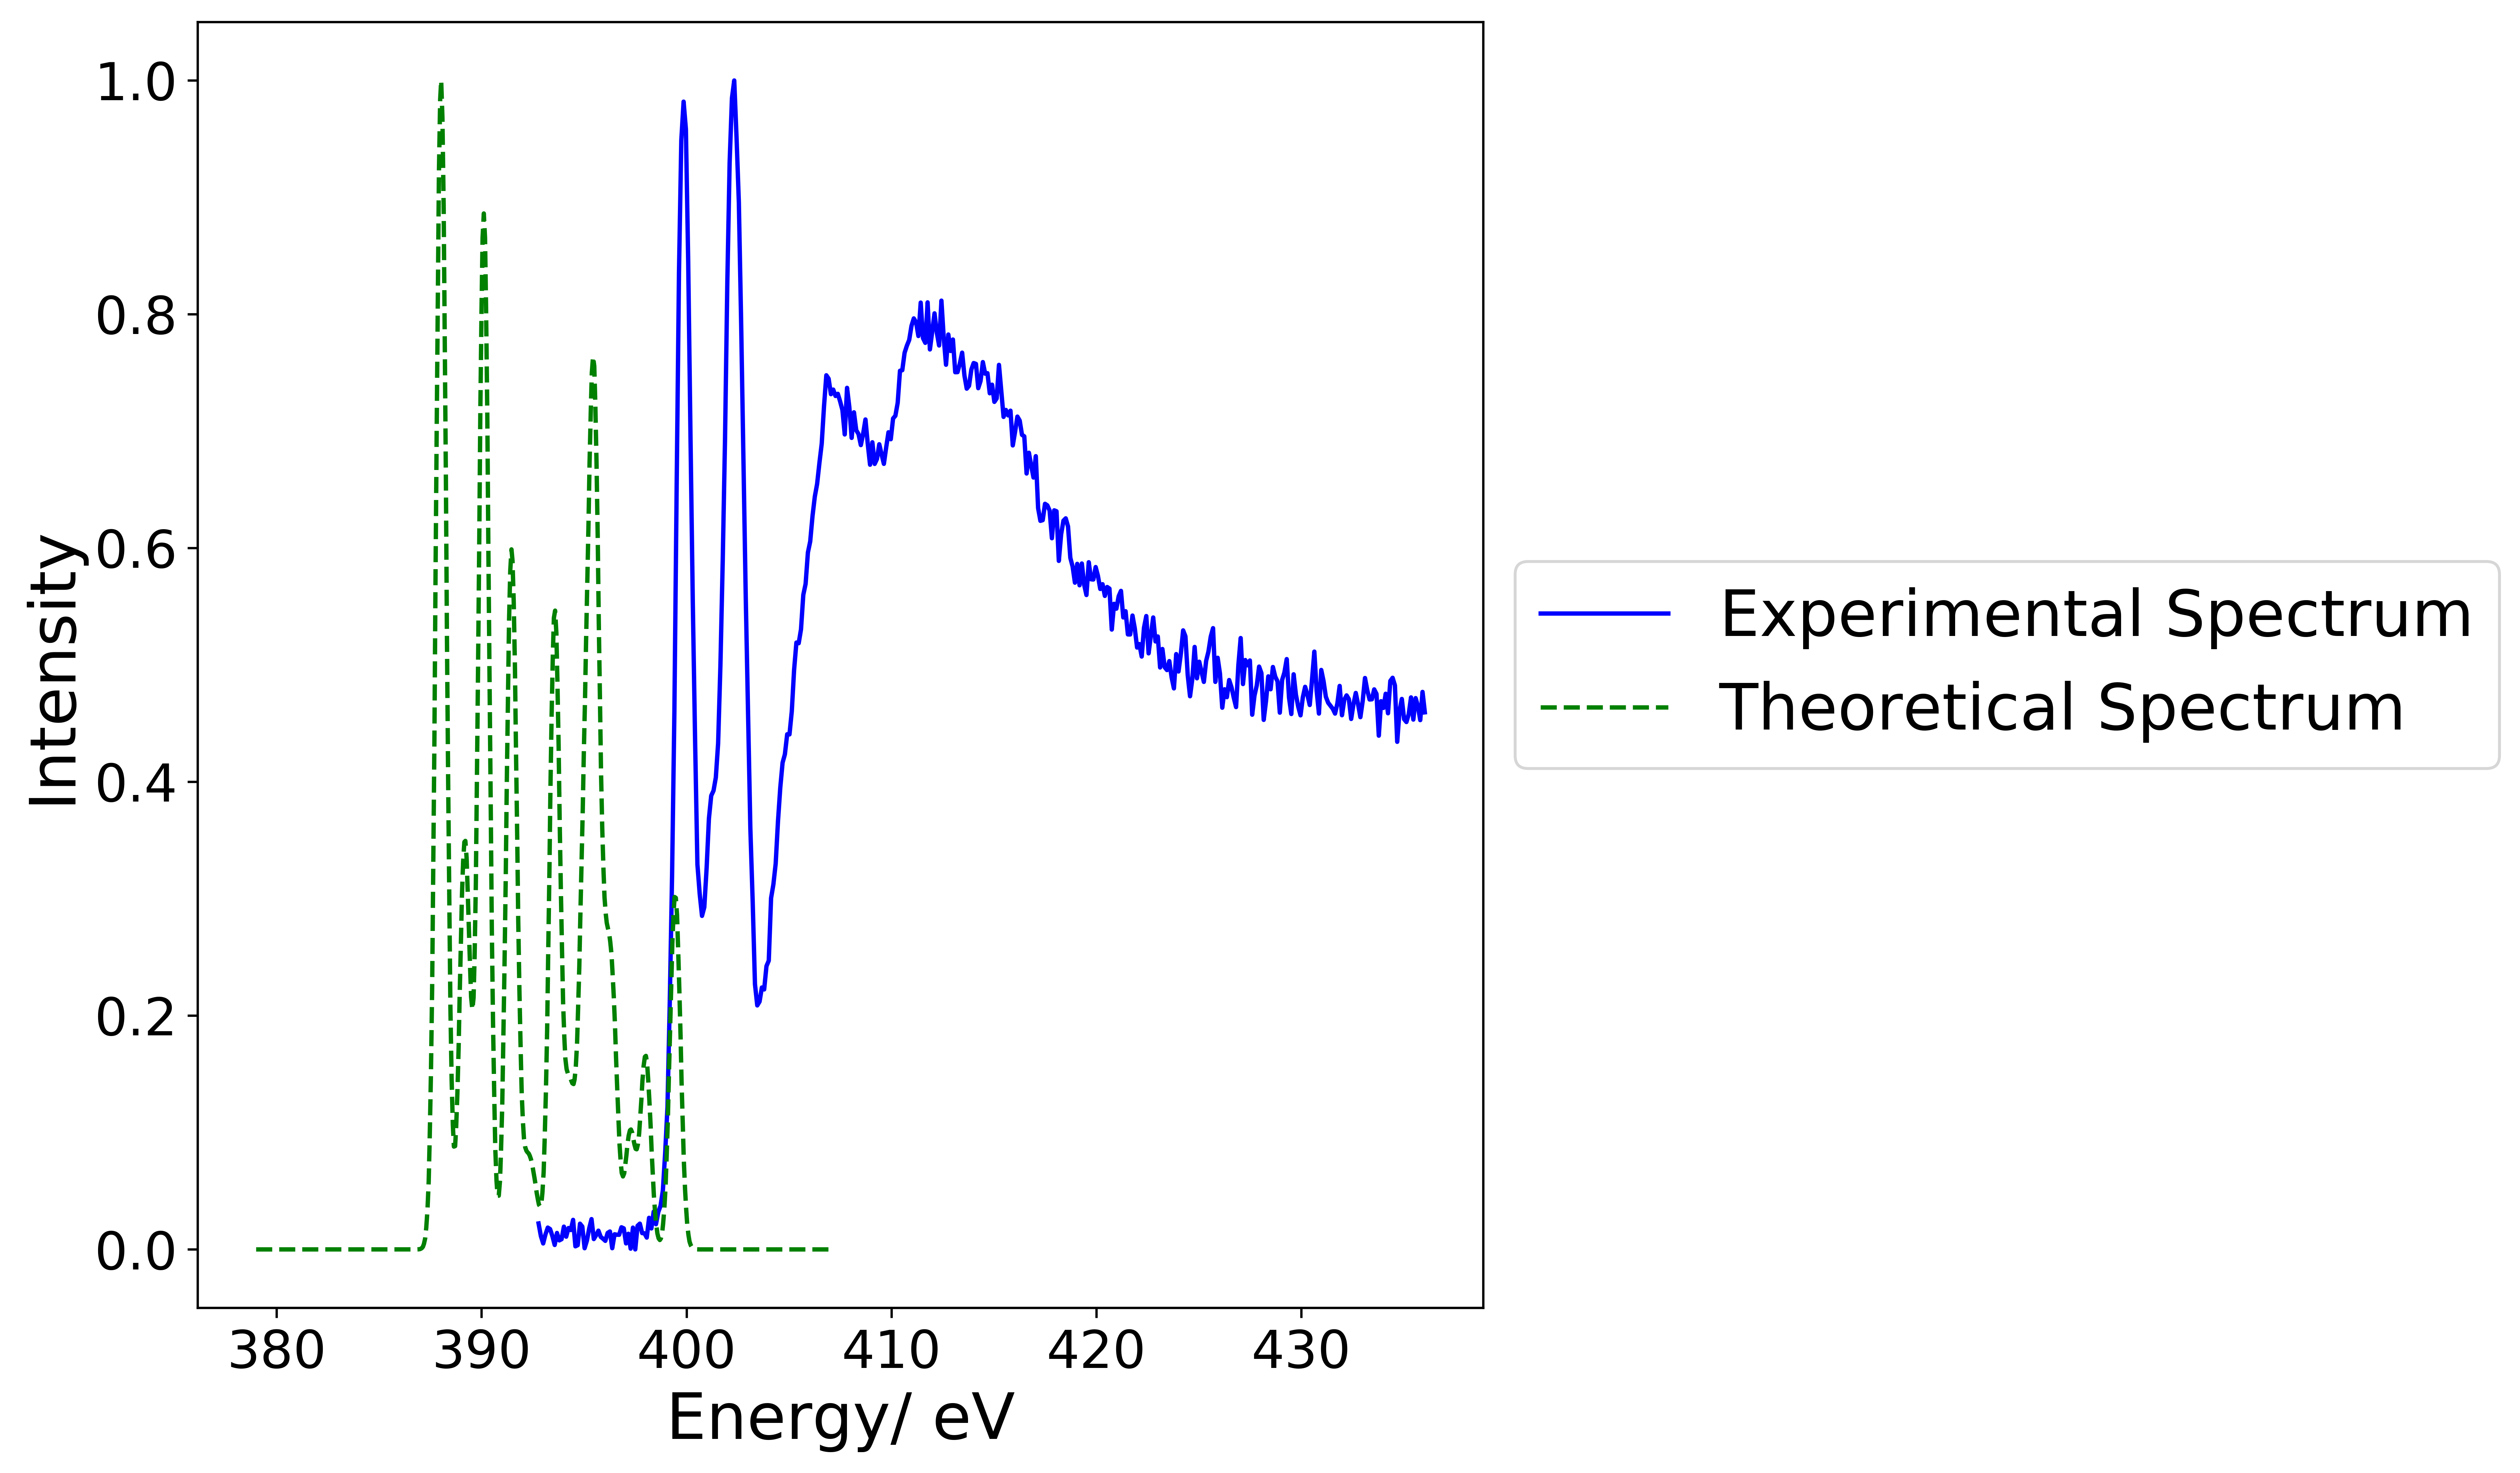 1.0
0.8
0.6
0.4
0.2
0.0
Intensity
380 390 400 410 420 430
Energy/ eV
Experimental Spectrum
Theoretical Spectrum